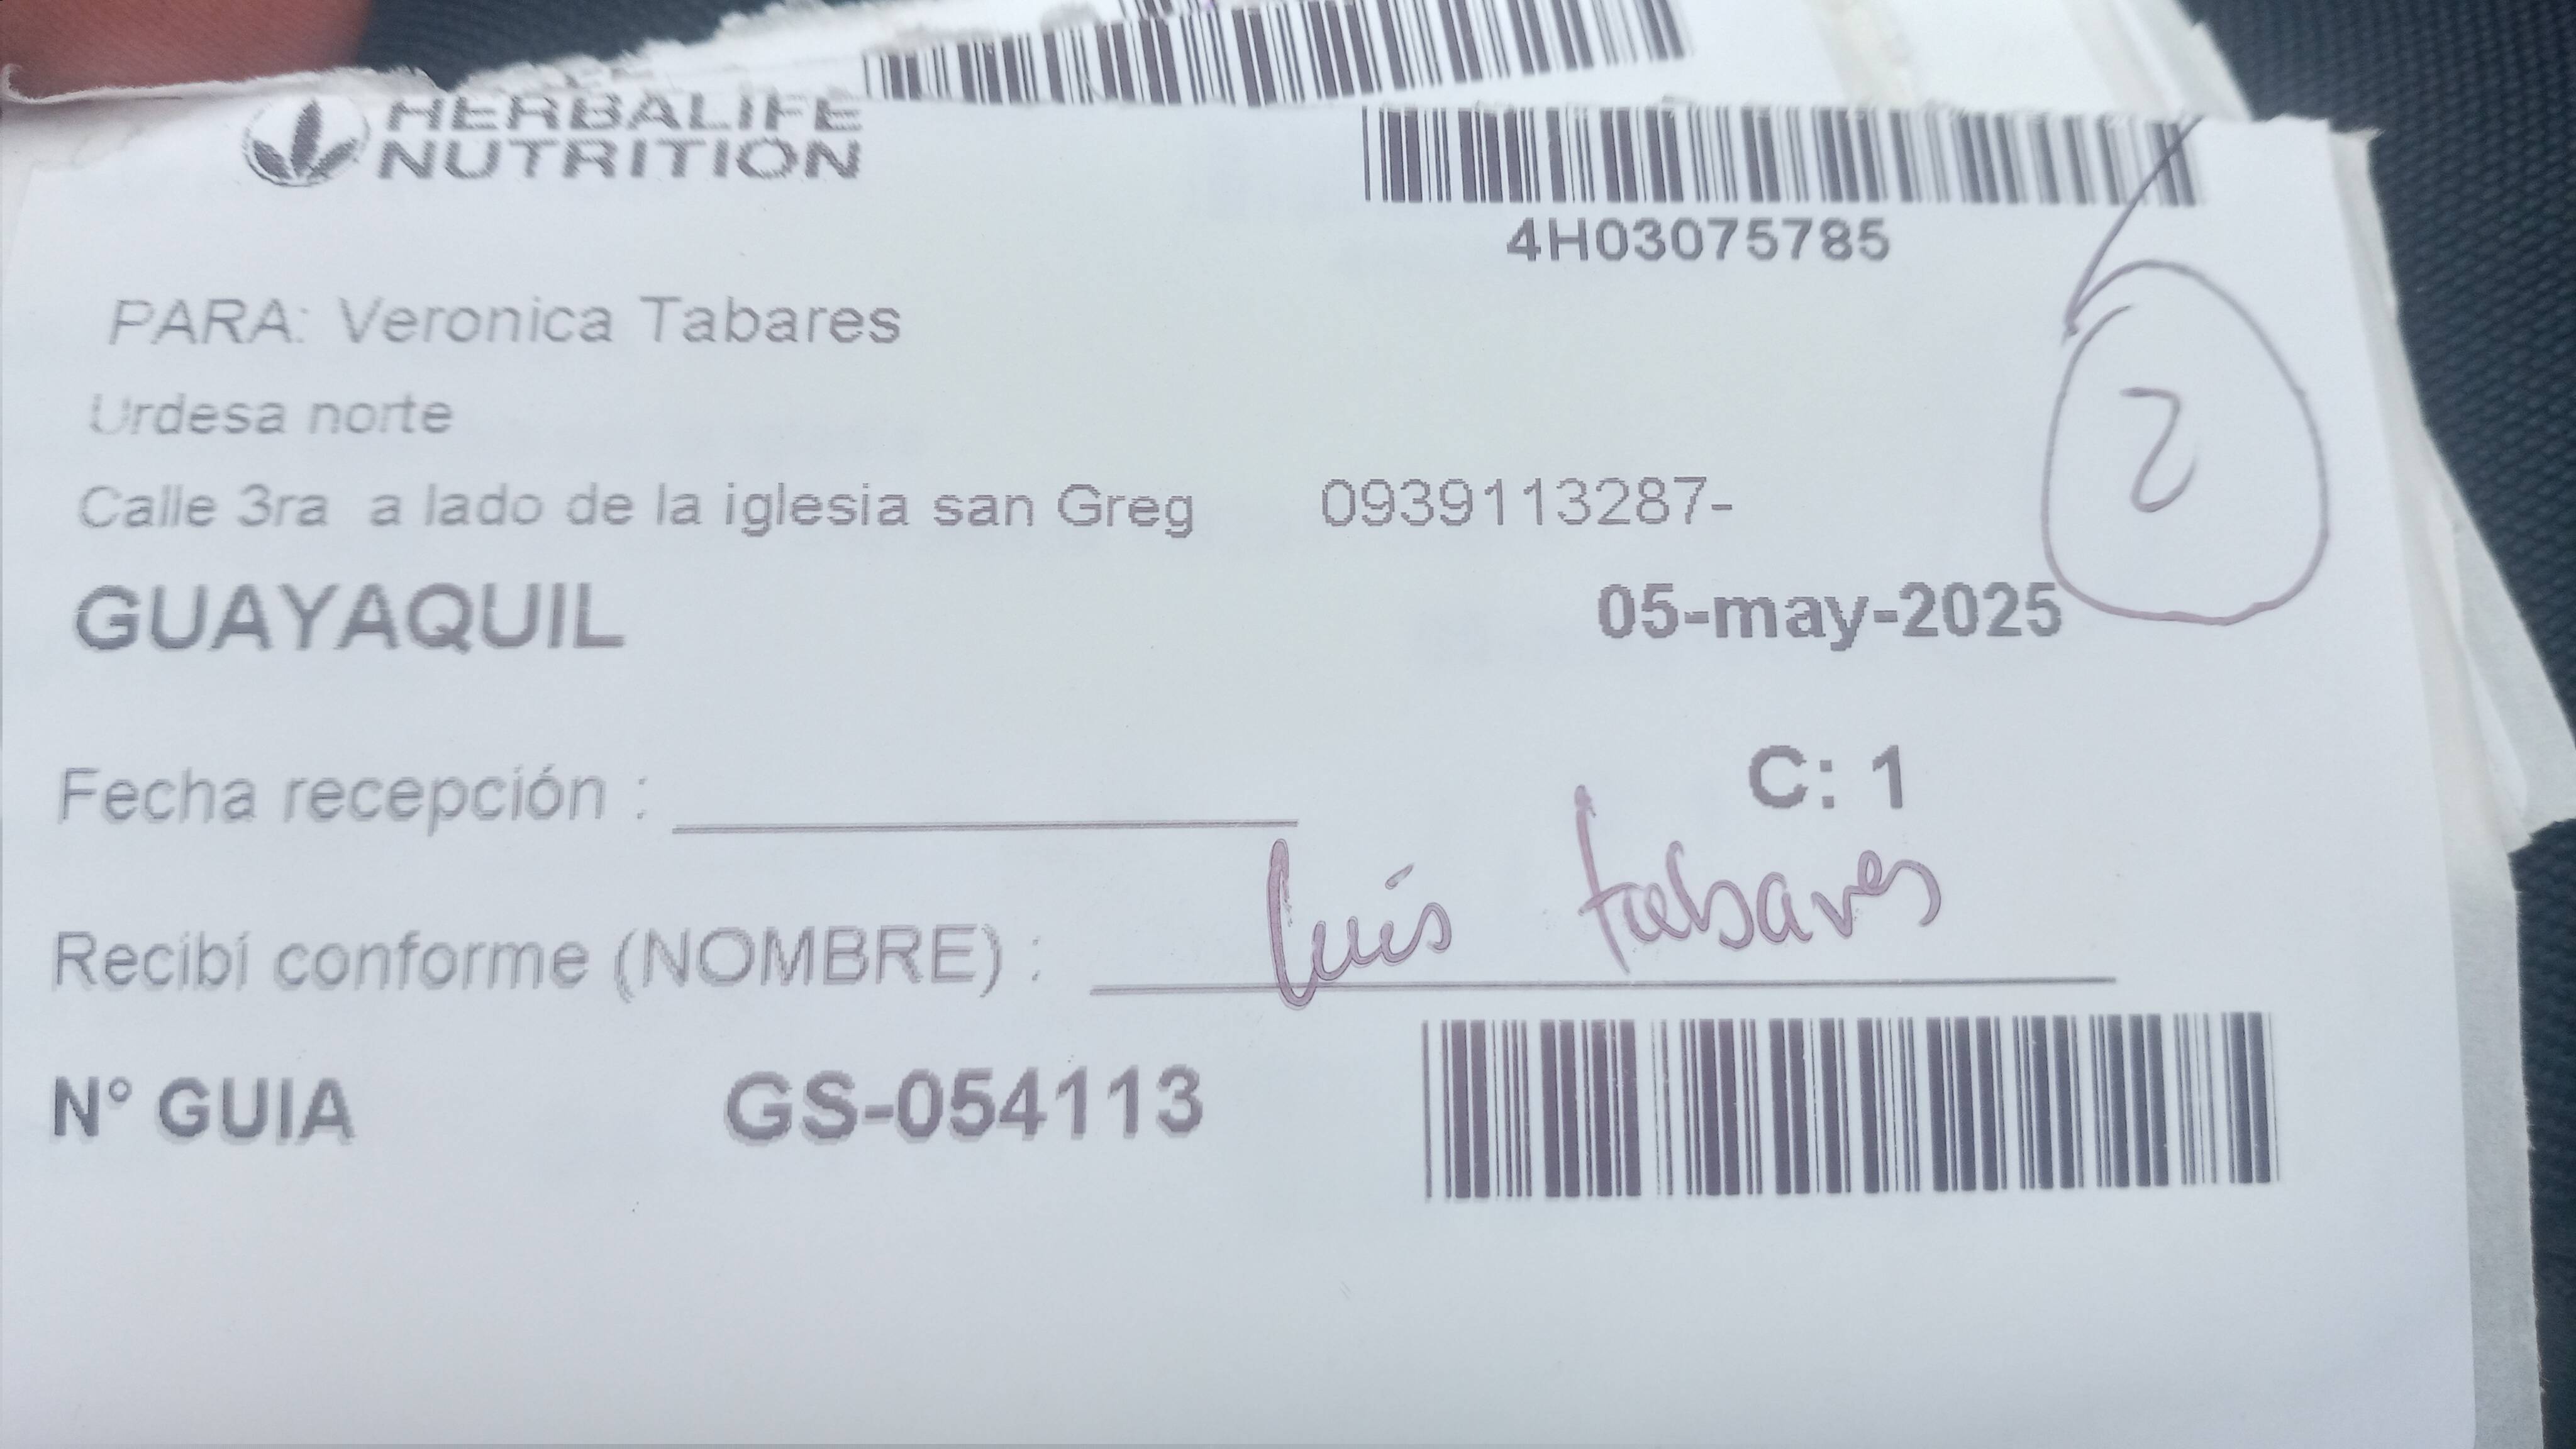 HERBALIFE
NUTRITION
4H03075785
PARA: Veronica Tabares
Urdesa norte
Calle 3ra a lado de la iglesia san Greg 0939113287-
2
GUAYAQUIL 05-may-2025
Fecha recepción : C: 1
Recibí conforme (NOMBRE) : Luis tabares
N° GUIA GS-054113